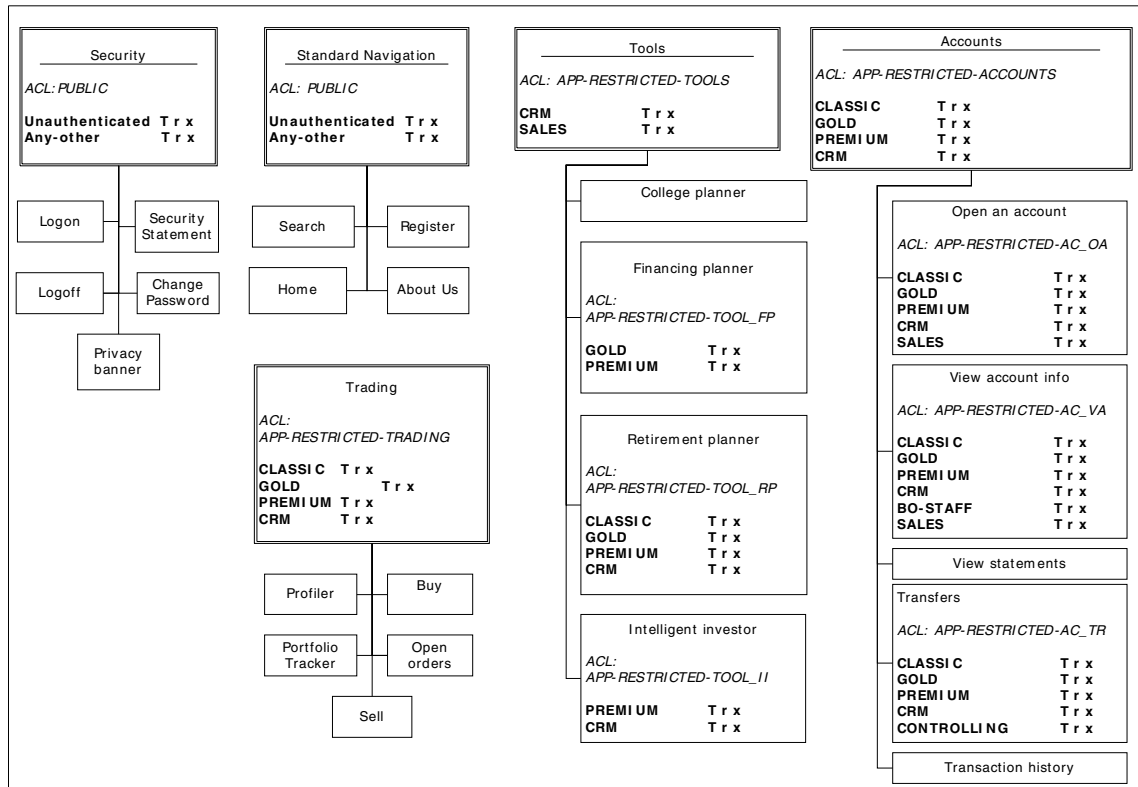 Security
ACL: PUBLIC
Unauthenticated T r x
Any-other T r x
Logon
Security
Statement
Logoff
Change
Password
Privacy
banner
Standard Navigation
ACL: PUBLIC
Unauthenticated T r x
Any-other T r x
Search
Register
Home
About Us
Trading
ACL:
APP-RESTRICTED-TRADING
CLASSIC T r x
GOLD T r x
PREMIUM T r x
CRM T r x
Profiler
Buy
Portfolio
Tracker
Open
orders
Sell
Tools
ACL: APP-RESTRICTED-TOOLS
CRM T r x
SALES T r x
College planner
Financing planner
ACL:
APP-RESTRICTED-TOOL_FP
GOLD T r x
PREMIUM T r x
Retirement planner
ACL:
APP-RESTRICTED-TOOL_RP
CLASSIC T r x
GOLD T r x
PREMIUM T r x
CRM T r x
Intelligent investor
ACL:
APP-RESTRICTED-TOOL_II
PREMIUM T r x
CRM T r x
Accounts
ACL: APP-RESTRICTED-ACCOUNTS
CLASSIC T r x
GOLD T r x
PREMIUM T r x
CRM T r x
Open an account
ACL: APP-RESTRICTED-AC_OA
CLASSIC T r x
GOLD T r x
PREMIUM T r x
CRM T r x
SALES T r x
View account info
ACL: APP-RESTRICTED-AC_VA
CLASSIC T r x
GOLD T r x
PREMIUM T r x
CRM T r x
BO-STAFF T r x
SALES T r x
View statements
Transfers
ACL: APP-RESTRICTED-AC_TR
CLASSIC T r x
GOLD T r x
PREMIUM T r x
CRM T r x
CONTROLLING T r x
Transaction history